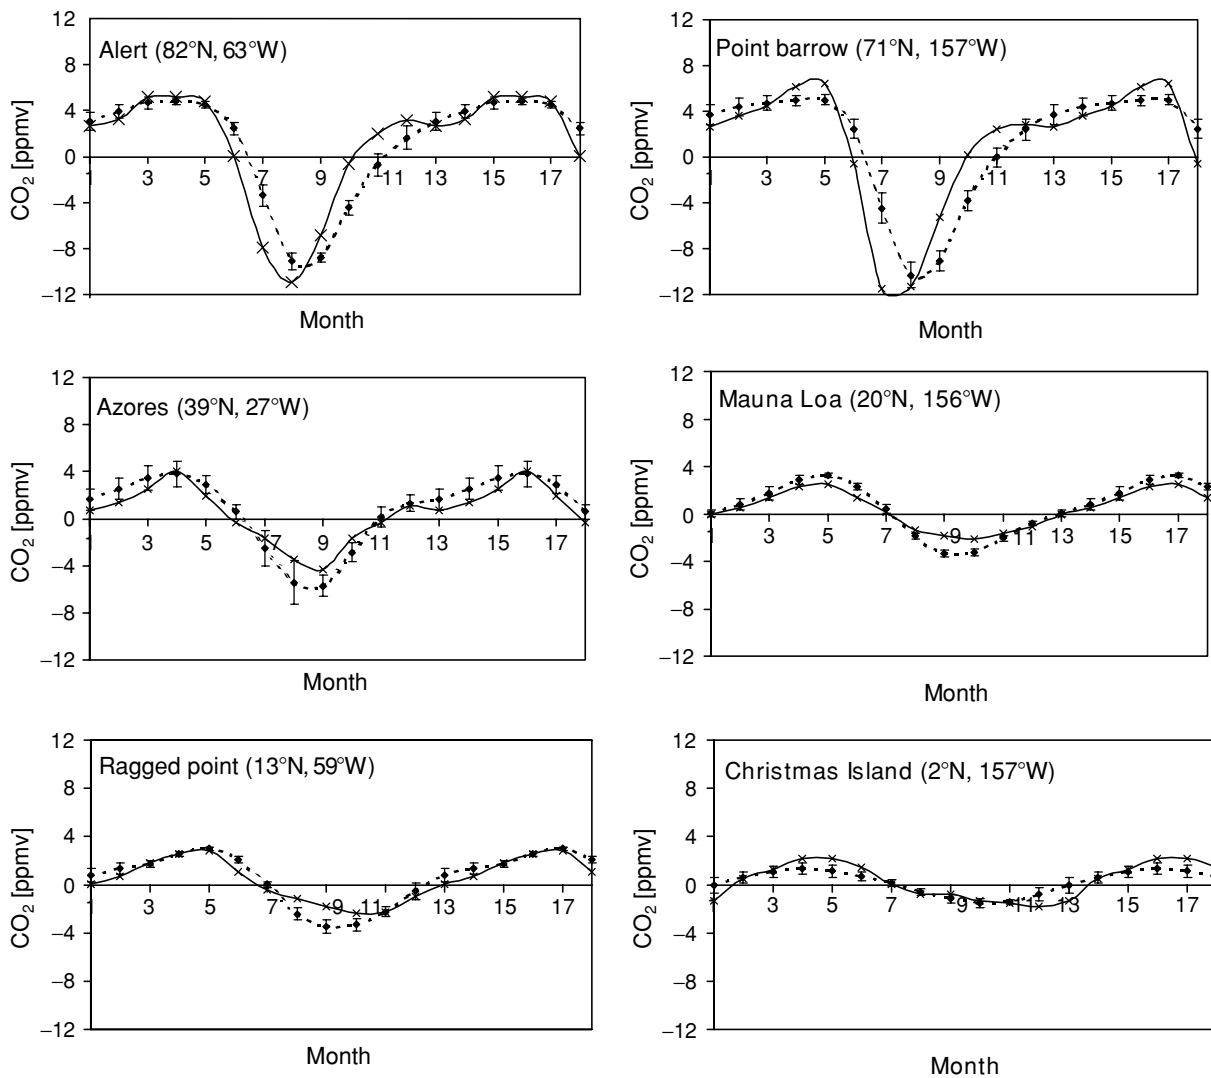 Alert (82°N, 63°W)
CO₂ [ppmv]
12
8
4
0
−4
−8
−12
1 3 5 7 9 11 13 15 17
Month
Point barrow (71°N, 157°W)
CO₂ [ppmv]
12
8
4
0
−4
−8
−12
1 3 5 7 9 11 13 15 17
Month
Azores (39°N, 27°W)
CO₂ [ppmv]
12
8
4
0
−4
−8
−12
1 3 5 7 9 11 13 15 17
Month
Mauna Loa (20°N, 156°W)
CO₂ [ppmv]
12
8
4
0
−4
−8
−12
1 3 5 7 9 11 13 15 17
Month
Ragged point (13°N, 59°W)
CO₂ [ppmv]
12
8
4
0
−4
−8
−12
1 3 5 7 9 11 13 15 17
Month
Christmas Island (2°N, 157°W)
CO₂ [ppmv]
12
8
4
0
−4
−8
−12
1 3 5 7 9 11 13 15 17
Month